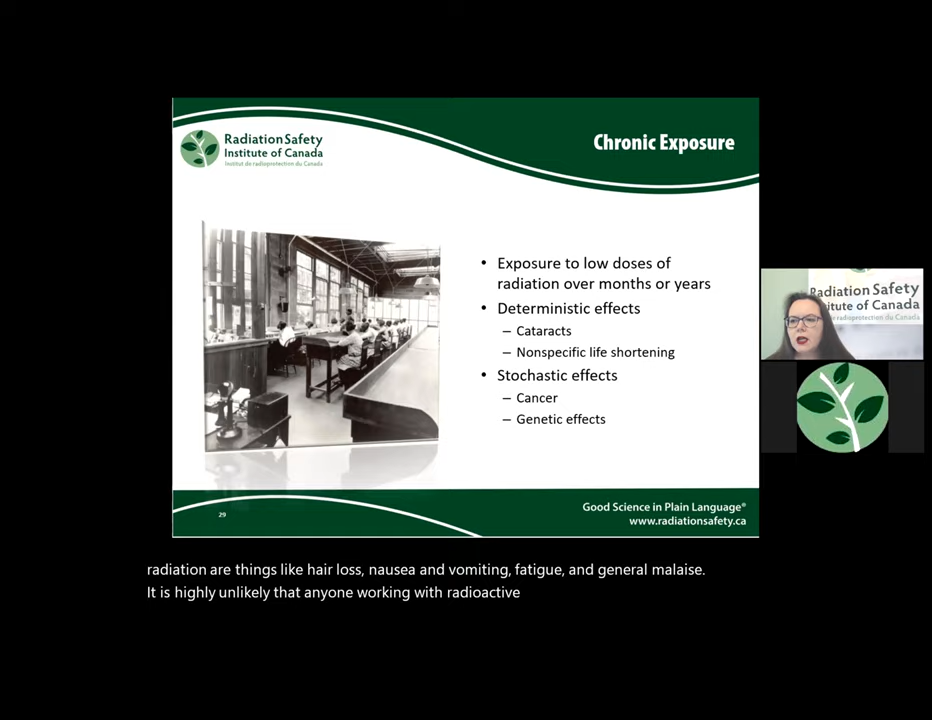 Radiation Safety
Institute of Canada
Institut de radioprotection du Canada
Chronic Exposure
• Exposure to low doses of
radiation over months or years
• Deterministic effects
– Cataracts
– Nonspecific life shortening
• Stochastic effects
– Cancer
– Genetic effects
Radiation Safety
itute of Canada
de radioprotection du Canada
29
Good Science in Plain Language®
www.radiationsafety.ca
radiation are things like hair loss, nausea and vomiting, fatigue, and general malaise.
It is highly unlikely that anyone working with radioactive